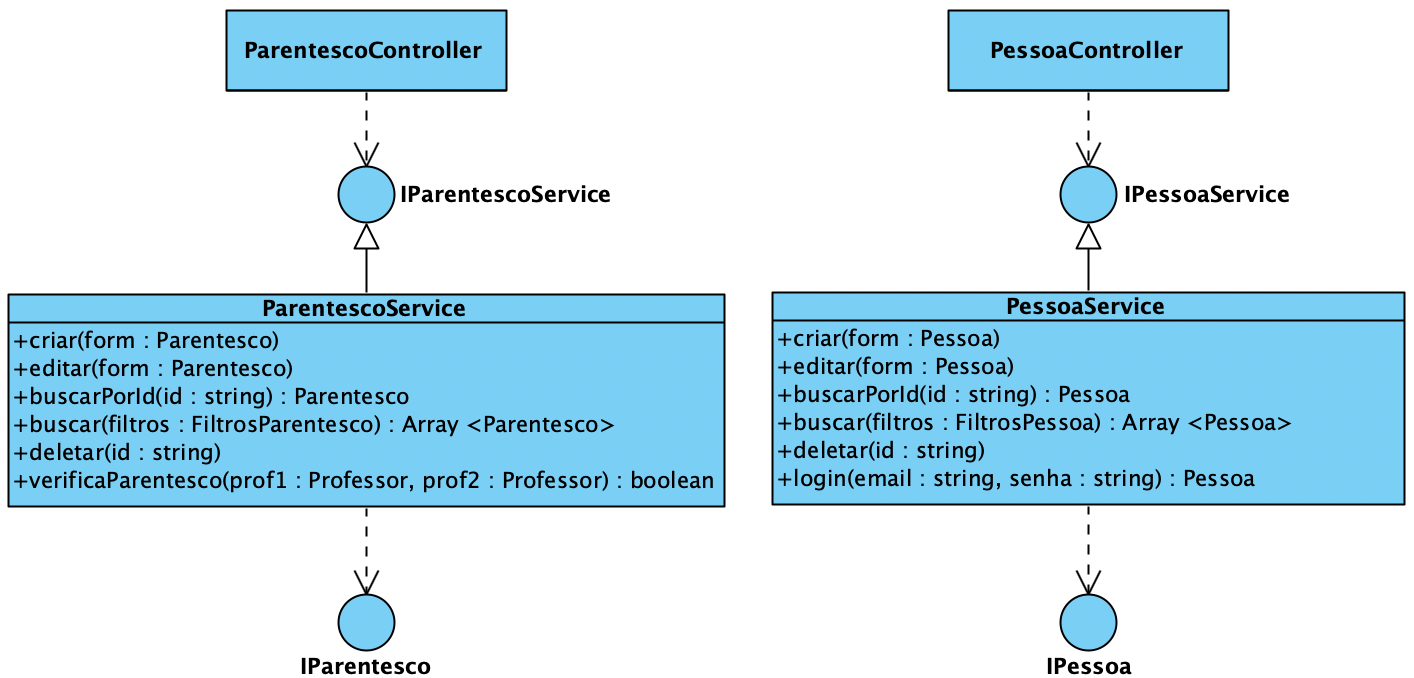 ParentescoController
IParentescoService
ParentescoService
+criar(form : Parentesco)
+editar(form : Parentesco)
+buscarPorId(id : string) : Parentesco
+buscar(filtros : FiltrosParentesco) : Array <Parentesco>
+deletar(id : string)
+verificaParentesco(prof1 : Professor, prof2 : Professor) : boolean
IParentesco
PessoaController
IPessoaService
PessoaService
+criar(form : Pessoa)
+editar(form : Pessoa)
+buscarPorId(id : string) : Pessoa
+buscar(filtros : FiltrosPessoa) : Array <Pessoa>
+deletar(id : string)
+login(email : string, senha : string) : Pessoa
IPessoa